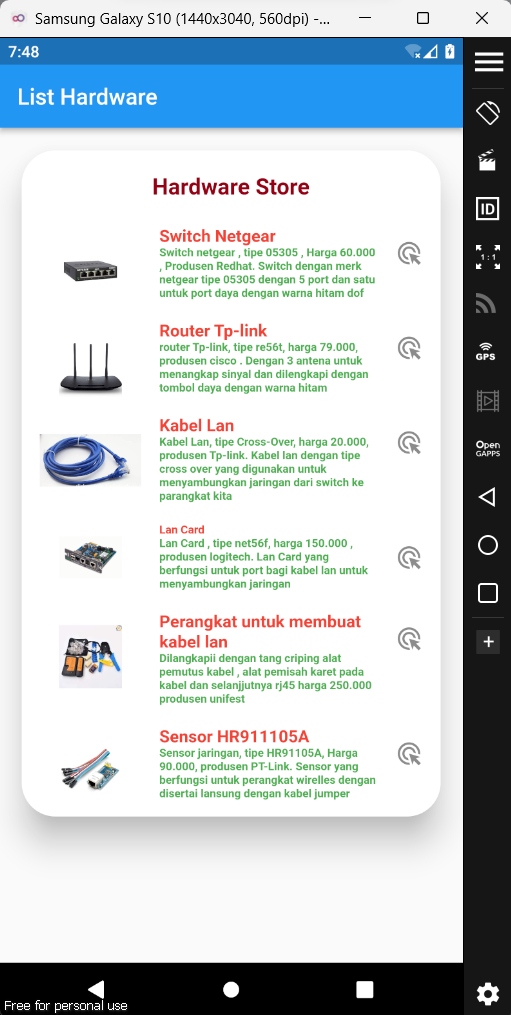 Samsung Galaxy S10 (1440x3040, 560dpi) -...
7:48
List Hardware
ID
1 : 1
GPS
Open
GAPPS
Hardware Store
Switch Netgear
Switch netgear , tipe 05305 , Harga 60.000
, Produsen Redhat. Switch dengan merk
netgear tipe 05305 dengan 5 port dan satu
untuk port daya dengan warna hitam dof
Router Tp-link
router Tp-link, tipe re56t, harga 79.000,
produsen cisco . Dengan 3 antena untuk
menangkap sinyal dan dilengkapi dengan
tombol daya dengan warna hitam
Kabel Lan
Kabel Lan, tipe Cross-Over, harga 20.000,
produsen Tp-link. Kabel lan dengan tipe
cross over yang digunakan untuk
menyambungkan jaringan dari switch ke
parangkat kita
Lan Card
Lan Card , tipe net56f, harga 150.000 ,
produsen logitech. Lan Card yang
berfungsi untuk port bagi kabel lan untuk
menyambungkan jaringan
Perangkat untuk membuat
kabel lan
Dilangkapii dengan tang criping alat
pemutus kabel , alat pemisah karet pada
kabel dan selanjjutnya rj45 harga 250.000
produsen unifest
Sensor HR911105A
Sensor jaringan, tipe HR91105A, Harga
90.000, produsen PT-Link. Sensor yang
berfungsi untuk perangkat wirelles dengan
disertai lansung dengan kabel jumper
Free for personal use